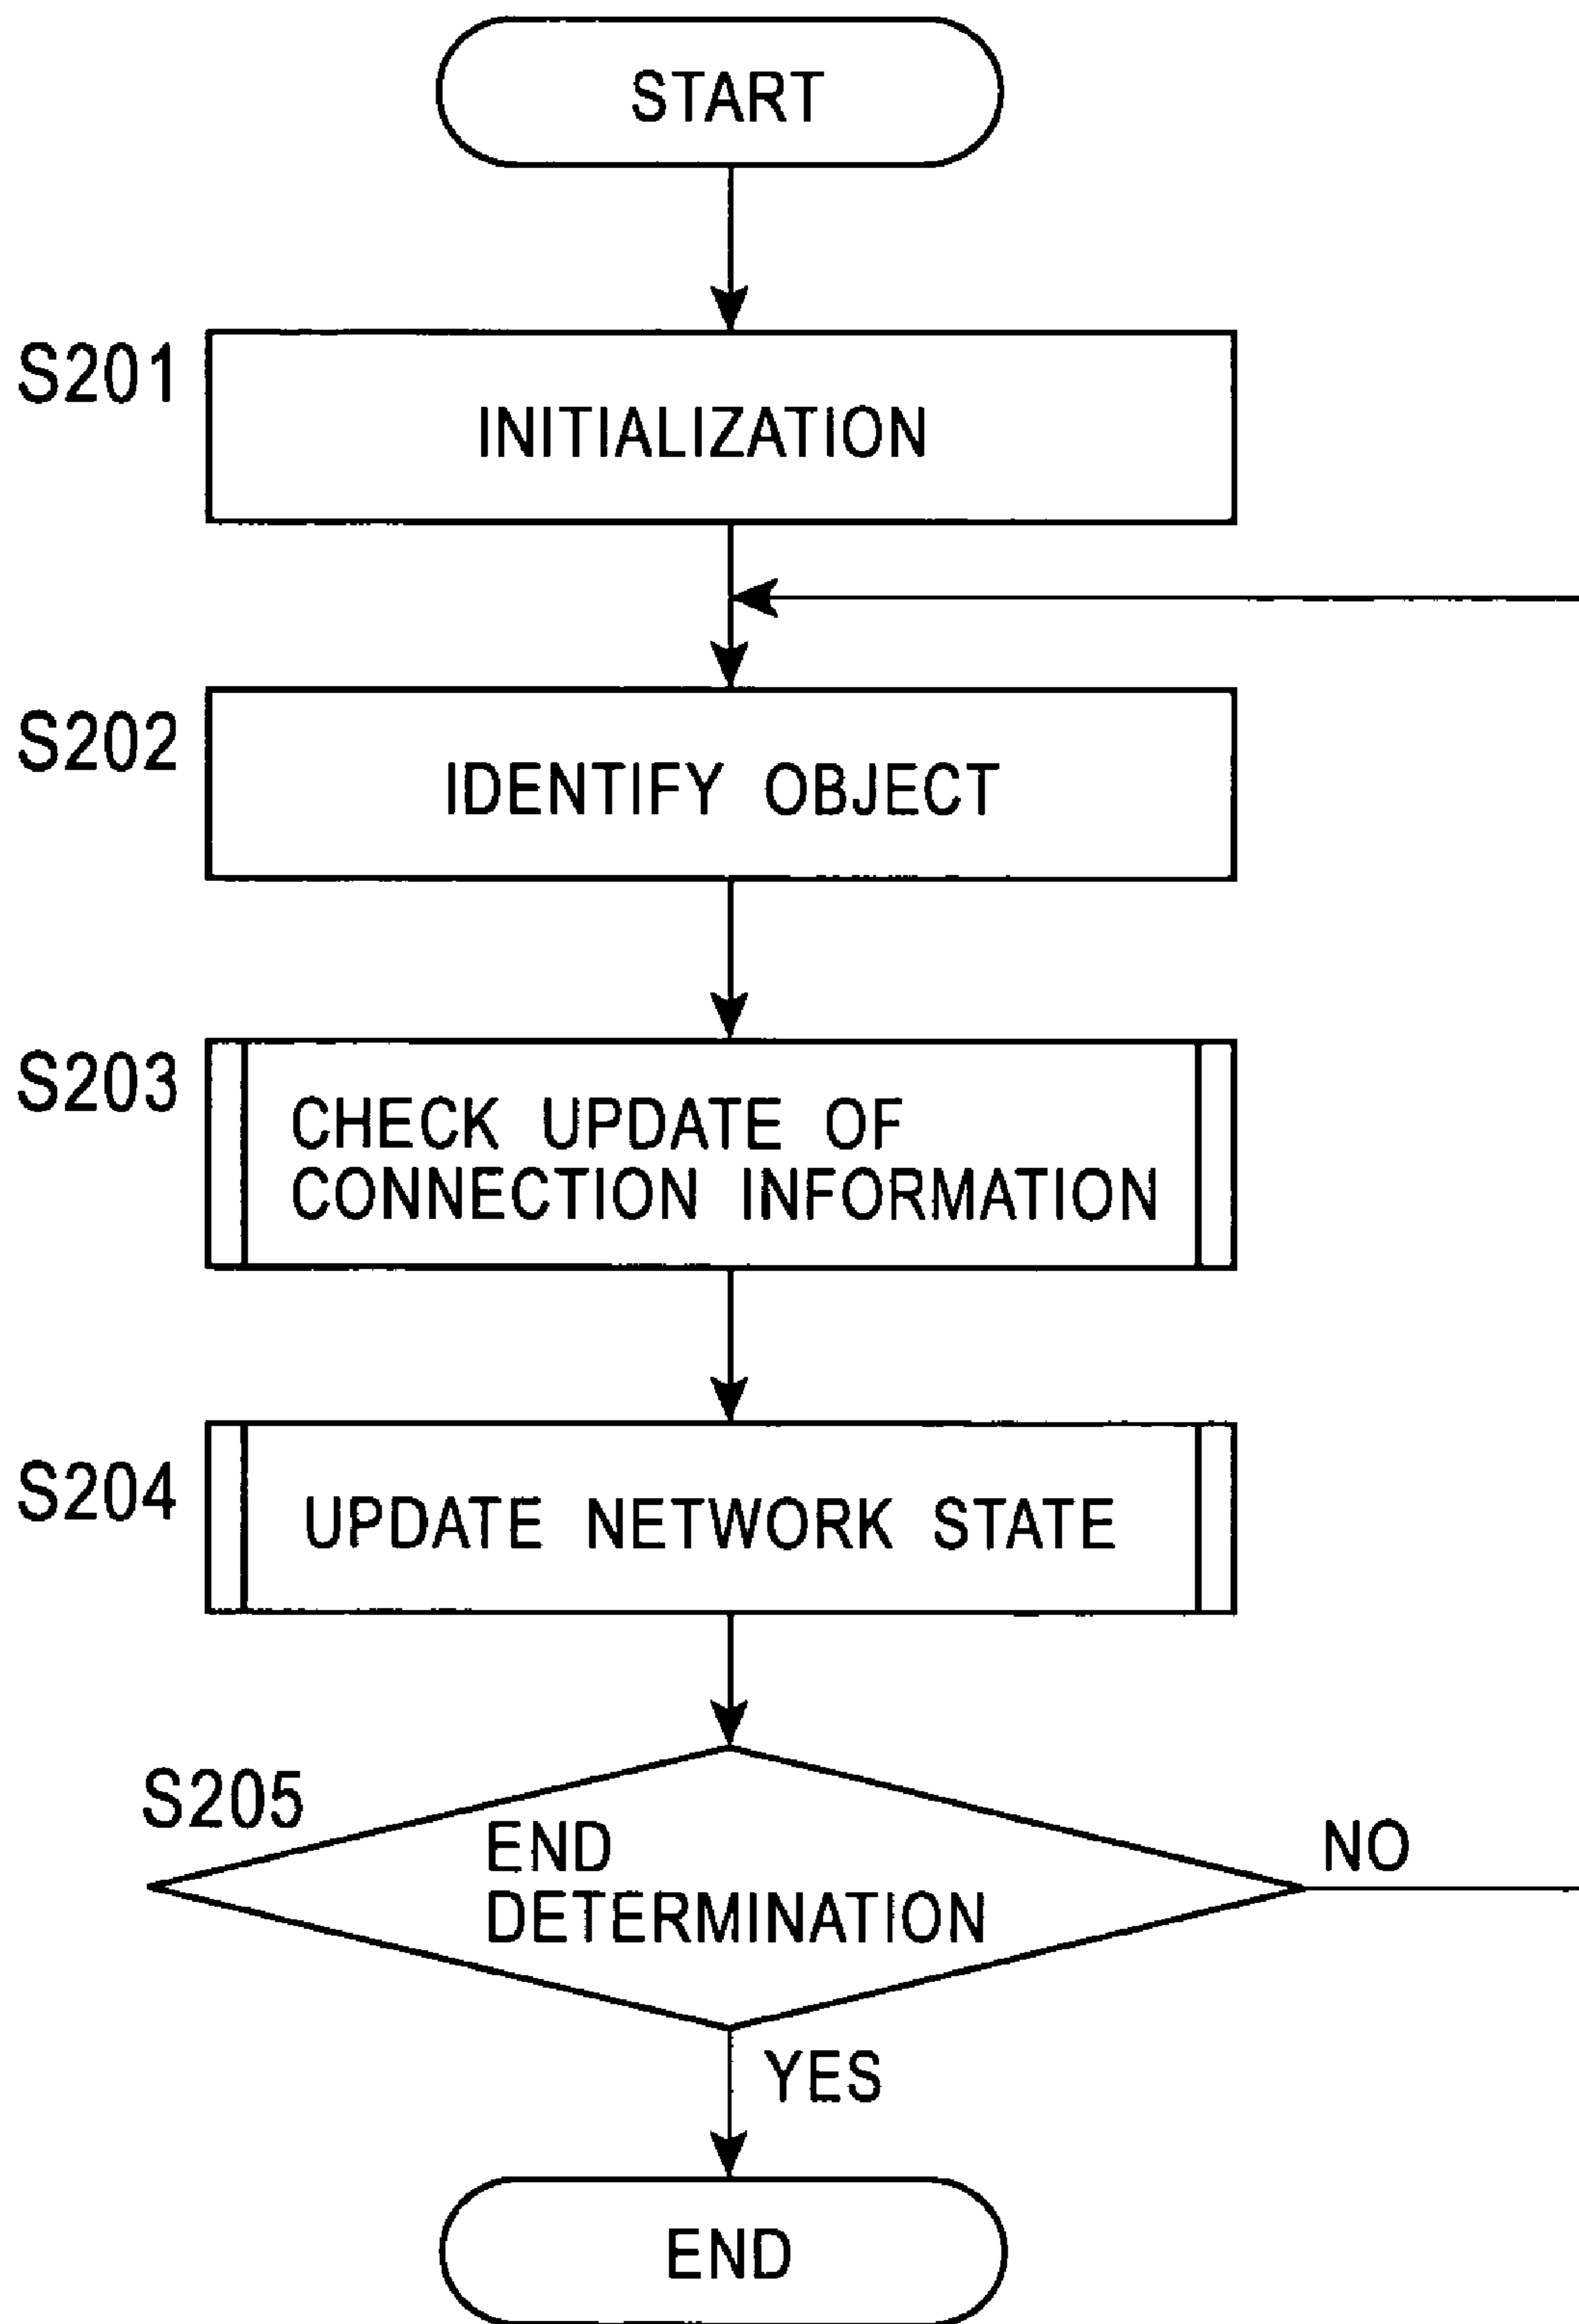 START
S201
INITIALIZATION
S202
IDENTIFY OBJECT
S203
CHECK UPDATE OF
CONNECTION INFORMATION
S204
UPDATE NETWORK STATE
S205
END
DETERMINATION
NO
YES
END